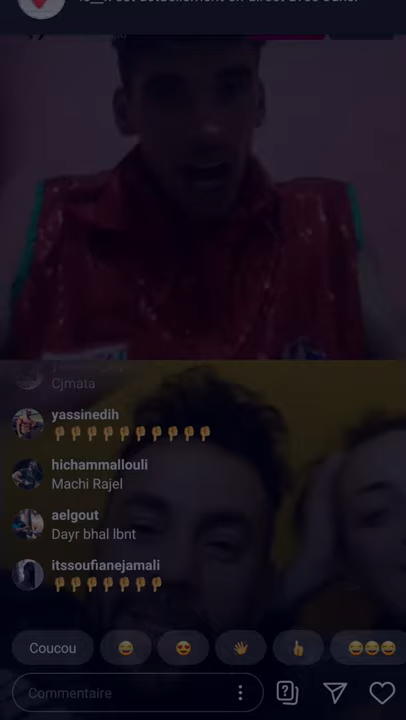 Cjmata
yassinedih
👎👎👎👎👎👎👎👎👎👎
hichammallouli
Machi Rajel
aelgout
Dayr bhal lbnt
itssoufianejamali
👎👎👎👎👎👎👎
Coucou 😂 😍 👋 👍 😂😂😂
Commentaire